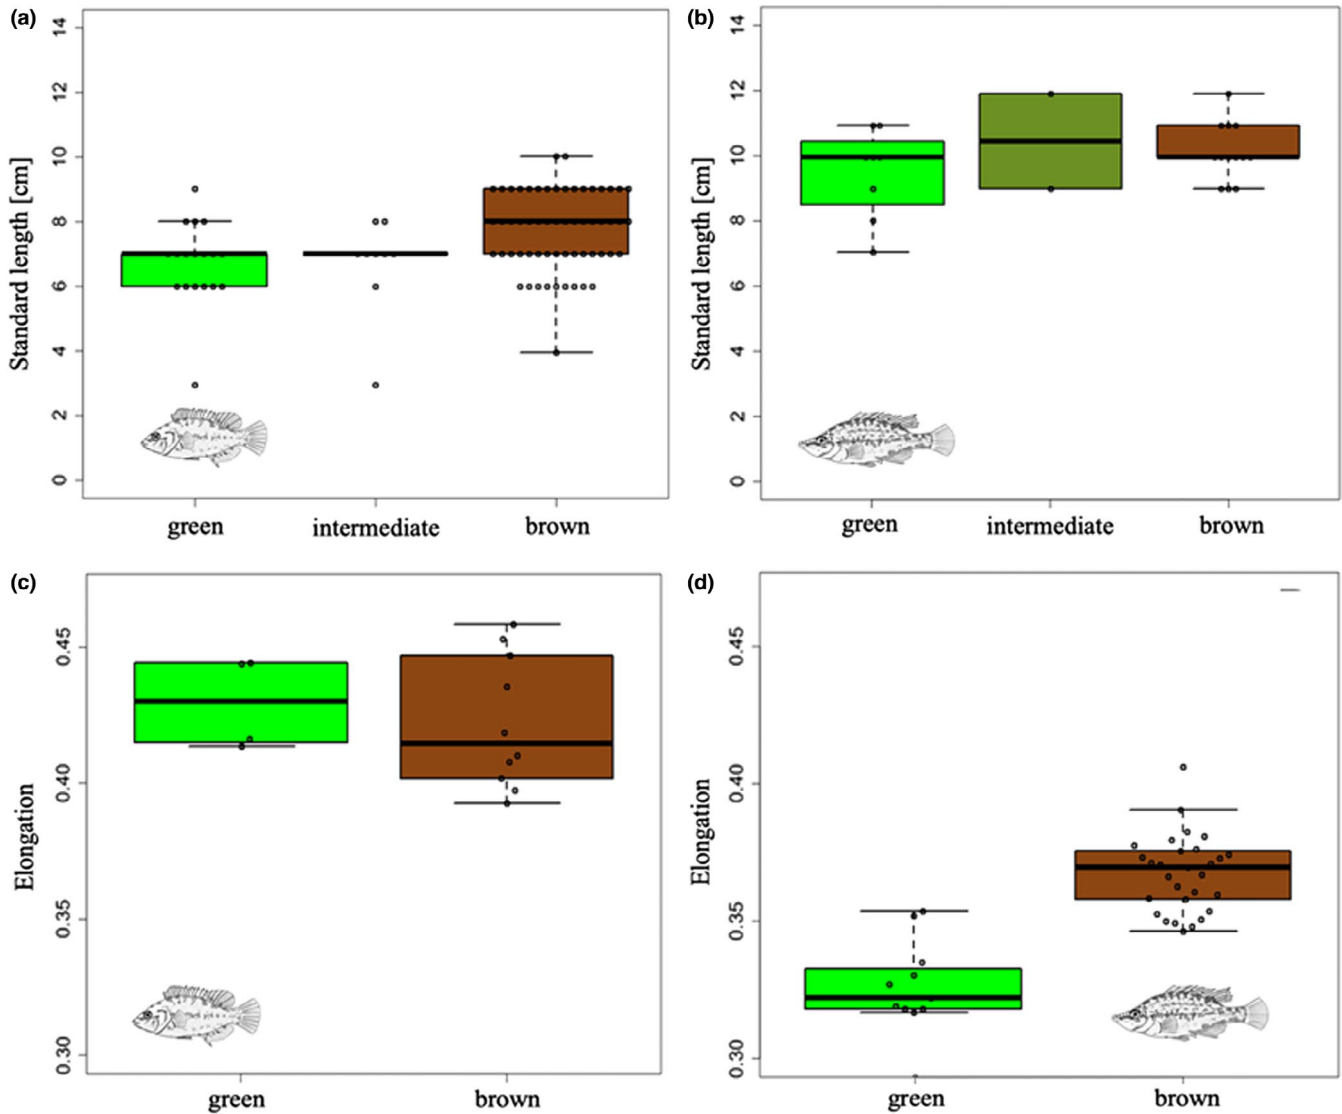 (a)
Standard length [cm]
14
12
10
8
6
4
2
0
green intermediate brown
(b)
Standard length [cm]
14
12
10
8
6
4
2
0
green intermediate brown
(c)
Elongation
0.45
0.40
0.35
0.30
green brown
(d)
Elongation
0.45
0.40
0.35
0.30
green brown